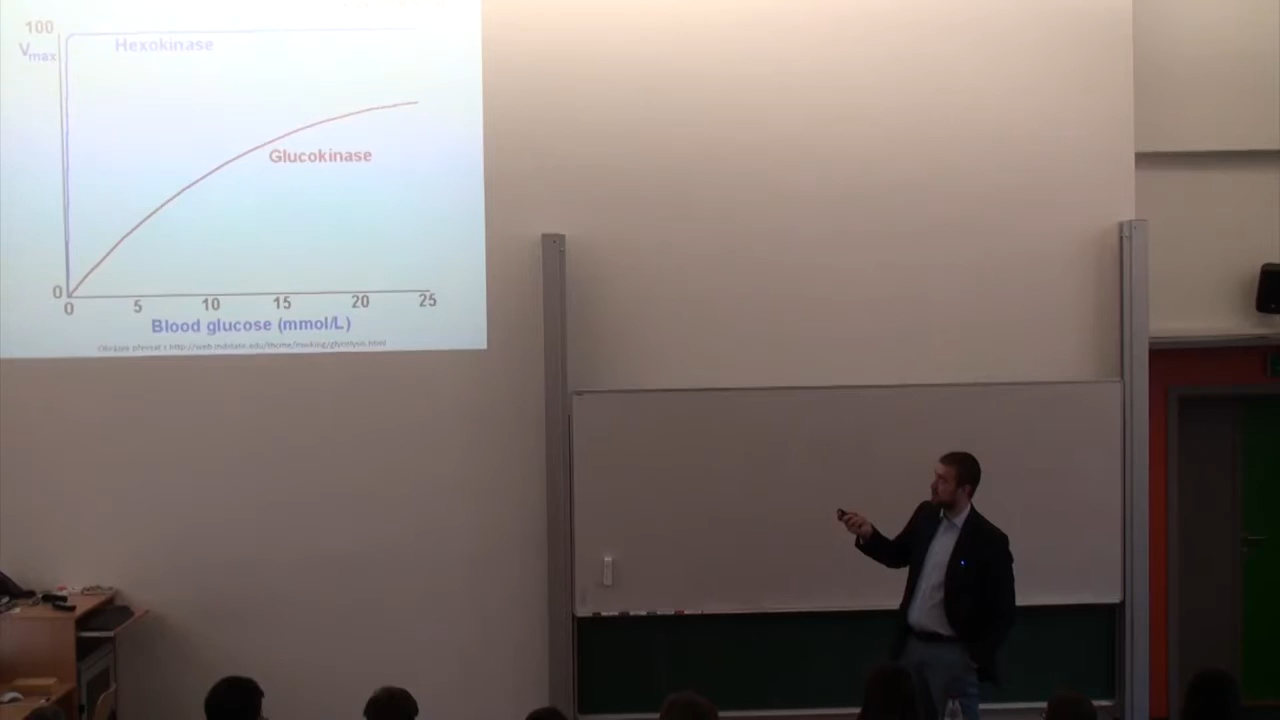 100
Vmax
Hexokinase
Glucokinase
0
0 5 10 15 20 25
Blood glucose (mmol/L)